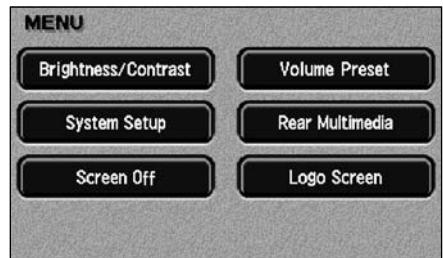 MENU
Brightness/Contrast
Volume Preset
System Setup
Rear Multimedia
Screen Off
Logo Screen